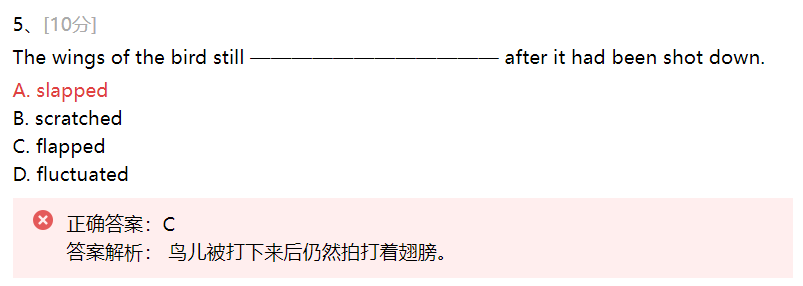 5、[10分]
The wings of the bird still ———————————— after it had been shot down.
A. slapped
B. scratched
C. flapped
D. fluctuated
正确答案：C
答案解析： 鸟儿被打下来后仍然拍打着翅膀。